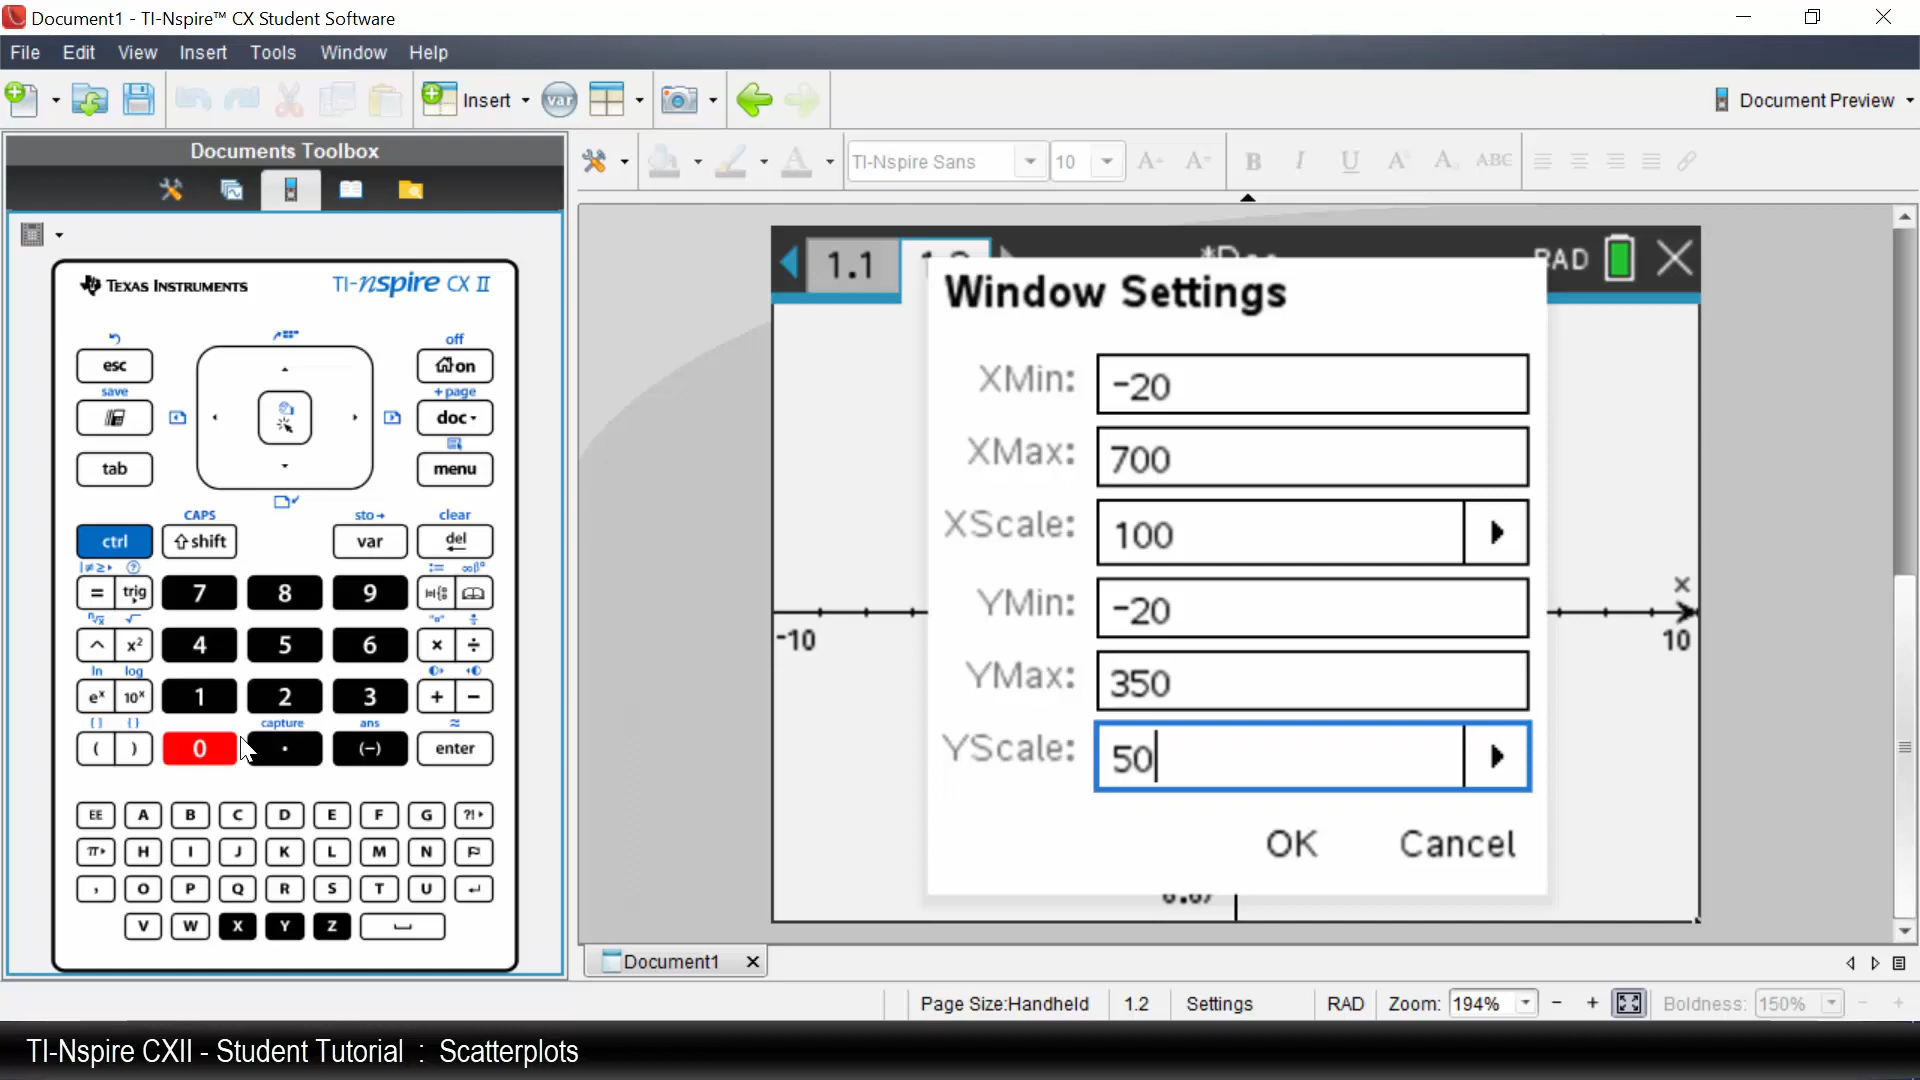 Document1 - TI-Nspire™ CX Student Software
File Edit View Insert Tools Window Help
Insert var Document Preview
Documents Toolbox
TI-Nspire Sans 10 A A B I U A A ABC
TEXAS INSTRUMENTS TI-nspire CX II
off
esc on
save +page
doc
tab menu
CAPS sto→ clear
ctrl shift var del
= trig 7 8 9
^ x² 4 5 6 × ÷
ln log
eˣ 10ˣ 1 2 3 + −
capture ans
( ) 0 . (−) enter
EE A B C D E F G ?!▸
π▸ H I J K L M N
, O P Q R S T U
V W X Y Z
1.1 RAD
Window Settings
XMin: -20
XMax: 700
XScale: 100
YMin: -20
YMax: 350
YScale: 50
OK Cancel
x
-10 10
Document1
Page Size:Handheld 1.2 Settings RAD Zoom: 194% - + Boldness: 150% - +
TI-Nspire CXII - Student Tutorial : Scatterplots